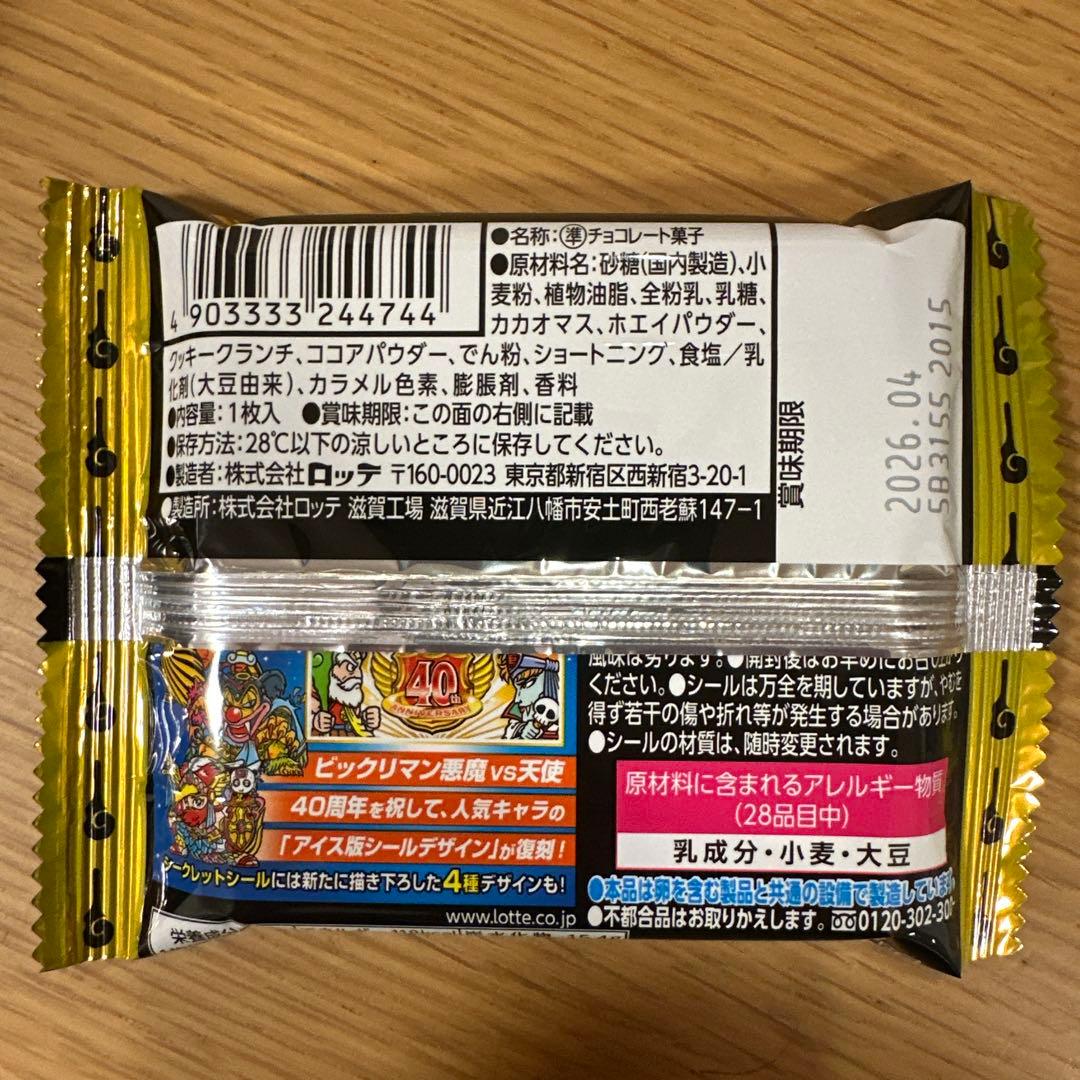 4 903333 244744
●名称:㊟チョコレート菓子
●原材料名:砂糖(国内製造)、小
麦粉、植物油脂、全粉乳、乳糖、
カカオマス、ホエイパウダー、
クッキークランチ、ココアパウダー、でん粉、ショートニング、食塩/乳
化剤(大豆由来)、カラメル色素、膨脹剤、香料
●内容量:1枚入 ●賞味期限:この面の右側に記載
●保存方法:28℃以下の涼しいところに保存してください。
●製造者:株式会社ロッテ 〒160-0023 東京都新宿区西新宿3-20-1
●製造所:株式会社ロッテ 滋賀工場 滋賀県近江八幡市安土町西老蘇147-1
賞味期限
2026.04
5B3155 2015
40th
ANNIVERSARY
ビックリマン悪魔vs天使
40周年を祝して、人気キャラの
「アイス版シールデザイン」が復刻!
シークレットシールには新たに描き下ろした4種デザインも!
www.lotte.co.jp
風味は劣ります。●開封後はお早めにお召し上がり
ください。●シールは万全を期していますが、やむを
得ず若干の傷や折れ等が発生する場合があります。
●シールの材質は、随時変更されます。
原材料に含まれるアレルギー物質
(28品目中)
乳成分・小麦・大豆
●本品は卵を含む製品と共通の設備で製造しています。
●不都合品はお取りかえします。 0120-302-30
栄養成分